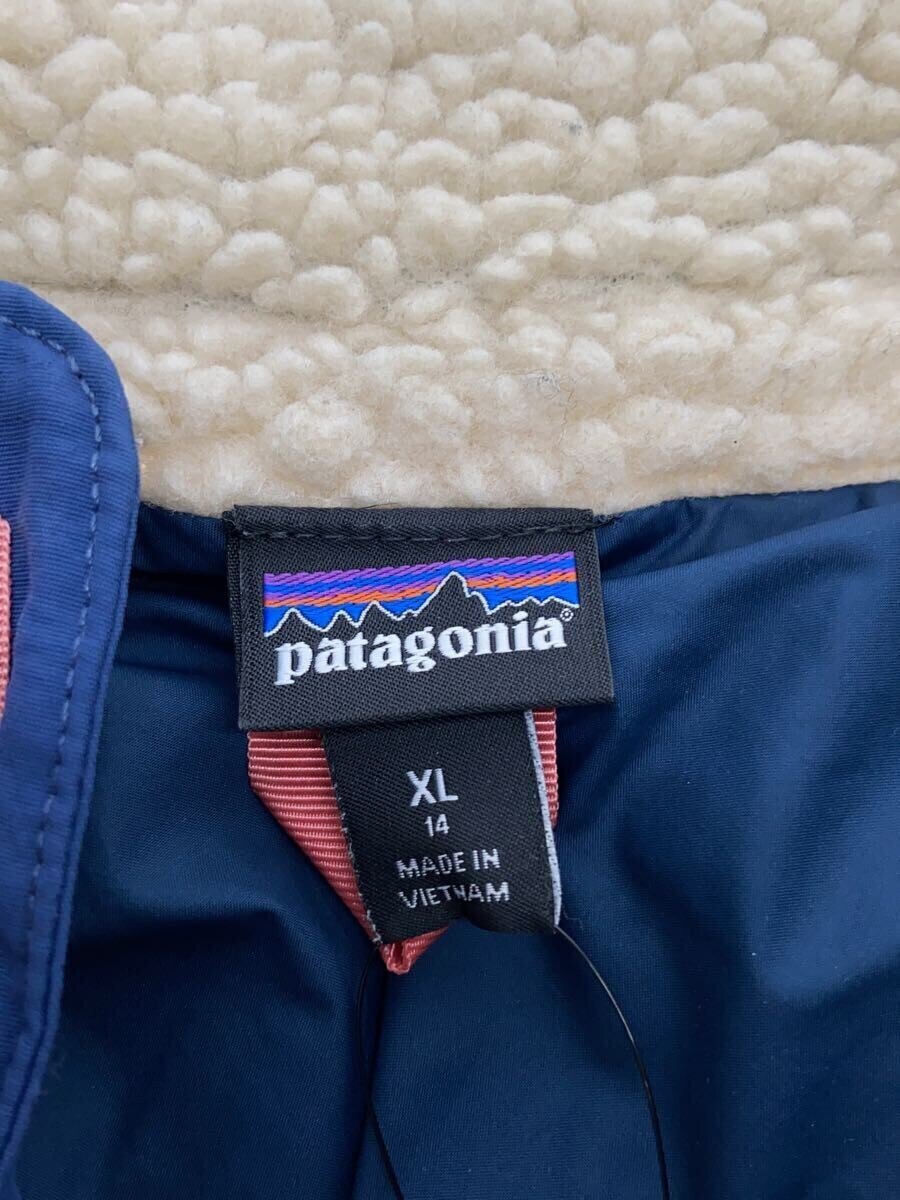 patagonia®
XL
14
MADE IN
VIETNAM